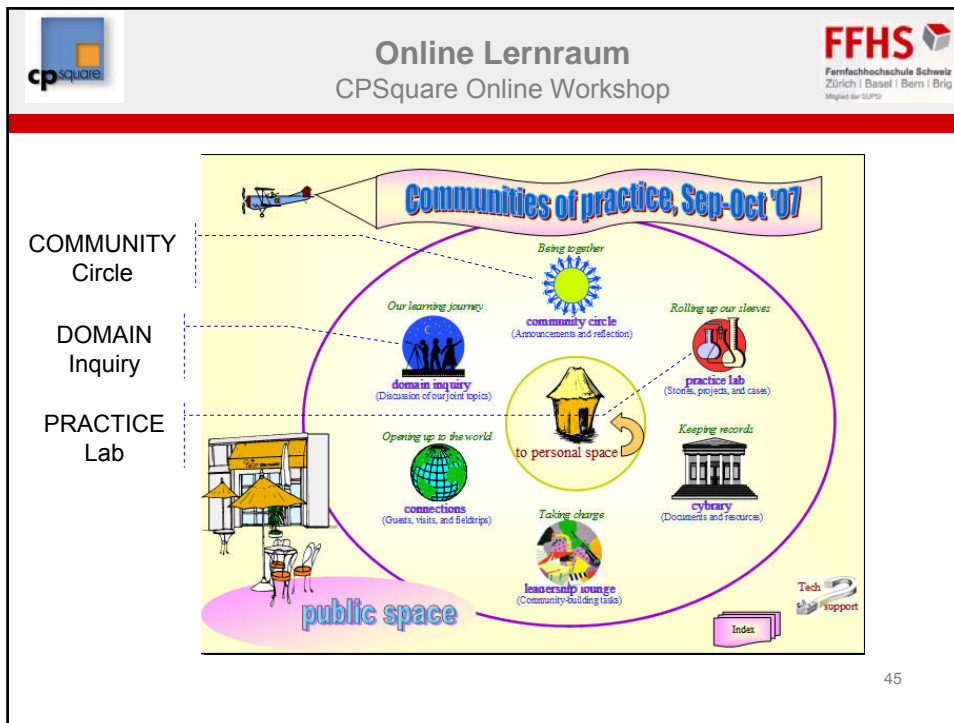 cpsquare
Online Lernraum
CPSquare Online Workshop
FFHS
Fernfachhochschule Schweiz
Zürich | Basel | Bern | Brig
Mitglied der SUPSI
Communities of practice, Sep-Oct '07
COMMUNITY
Circle
DOMAIN
Inquiry
PRACTICE
Lab
Being together
community circle
(Announcements and reflection)
Our learning journey
domain inquiry
(Discussion of our joint topics)
Rolling up our sleeves
practice lab
(Stories, projects, and cases)
to personal space
Opening up to the world
connections
(Guests, visits, and fieldtrips)
Keeping records
cybrary
(Documents and resources)
Taking charge
leadership lounge
(Community-building tasks)
public space
Tech
support
Index
45